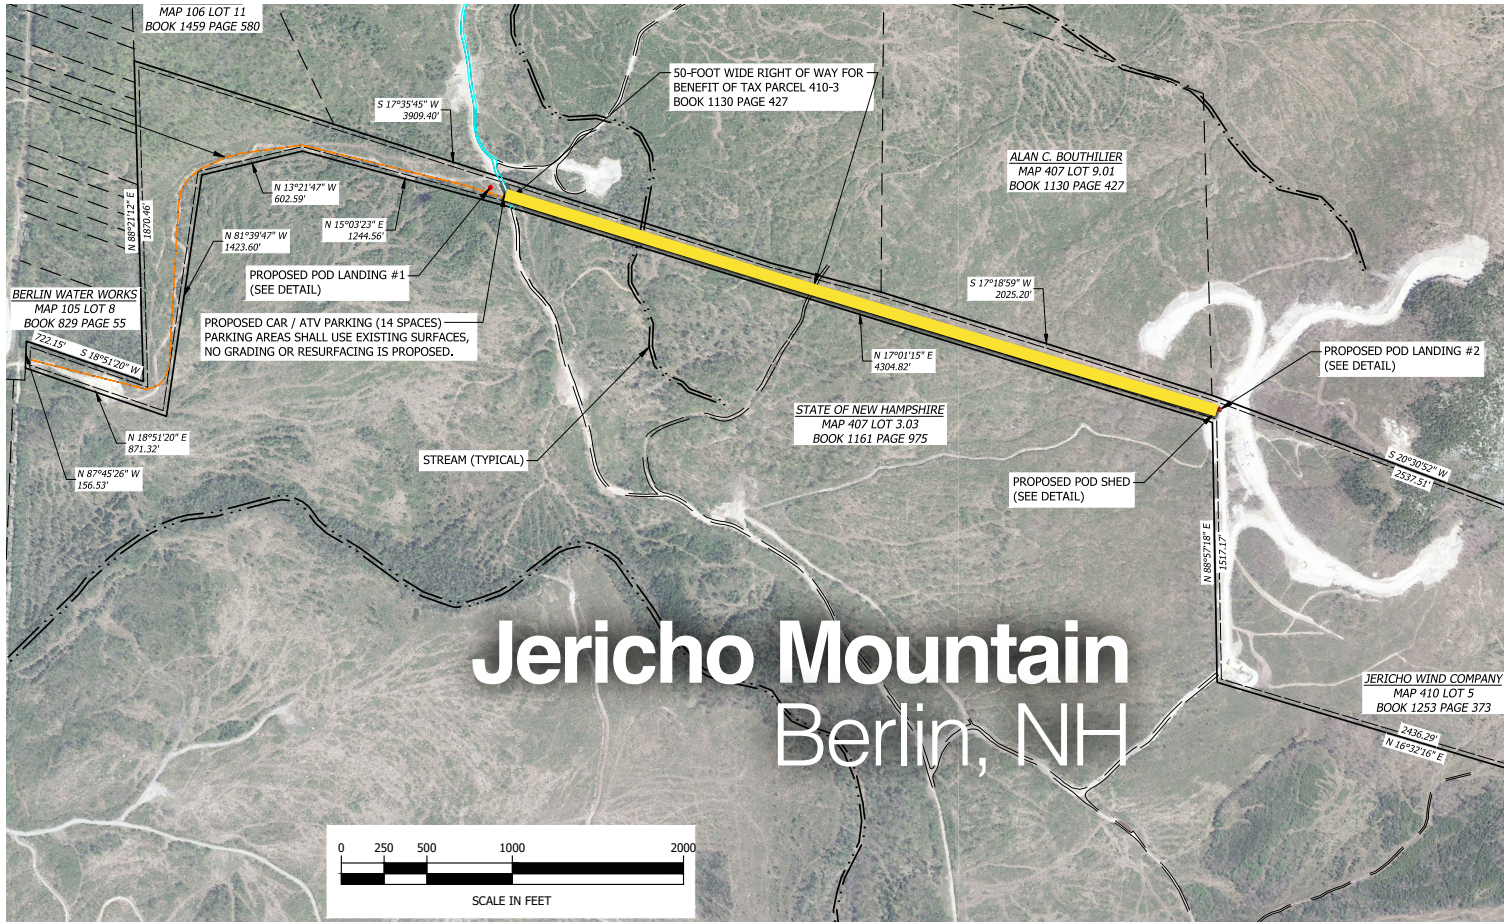 MAP 106 LOT 11
BOOK 1459 PAGE 580
S 17°35'45" W
3909.40'
50-FOOT WIDE RIGHT OF WAY FOR
BENEFIT OF TAX PARCEL 410-3
BOOK 1130 PAGE 427
ALAN C. BOUTHILIER
MAP 407 LOT 9.01
BOOK 1130 PAGE 427
N 13°21'47" W
602.59'
N 88°21'12" E
1870.46'
N 15°03'23" E
1244.56'
N 81°39'47" W
1423.60'
PROPOSED POD LANDING #1
(SEE DETAIL)
BERLIN WATER WORKS
MAP 105 LOT 8
BOOK 829 PAGE 55
PROPOSED CAR / ATV PARKING (14 SPACES)
PARKING AREAS SHALL USE EXISTING SURFACES,
NO GRADING OR RESURFACING IS PROPOSED.
S 17°18'59" W
2025.20'
722.15'
S 18°51'20" W
N 17°01'15" E
4304.82'
PROPOSED POD LANDING #2
(SEE DETAIL)
STATE OF NEW HAMPSHIRE
MAP 407 LOT 3.03
BOOK 1161 PAGE 975
N 18°51'20" E
871.32'
STREAM (TYPICAL)
N 87°45'26" W
156.53'
PROPOSED POD SHED
(SEE DETAIL)
S 20°30'52" W
2537.51'
N 88°57'18" E
1517.17'
Jericho Mountain
Berlin, NH
JERICHO WIND COMPANY
MAP 410 LOT 5
BOOK 1253 PAGE 373
2436.29'
N 16°32'16" E
0 250 500 1000 2000
SCALE IN FEET